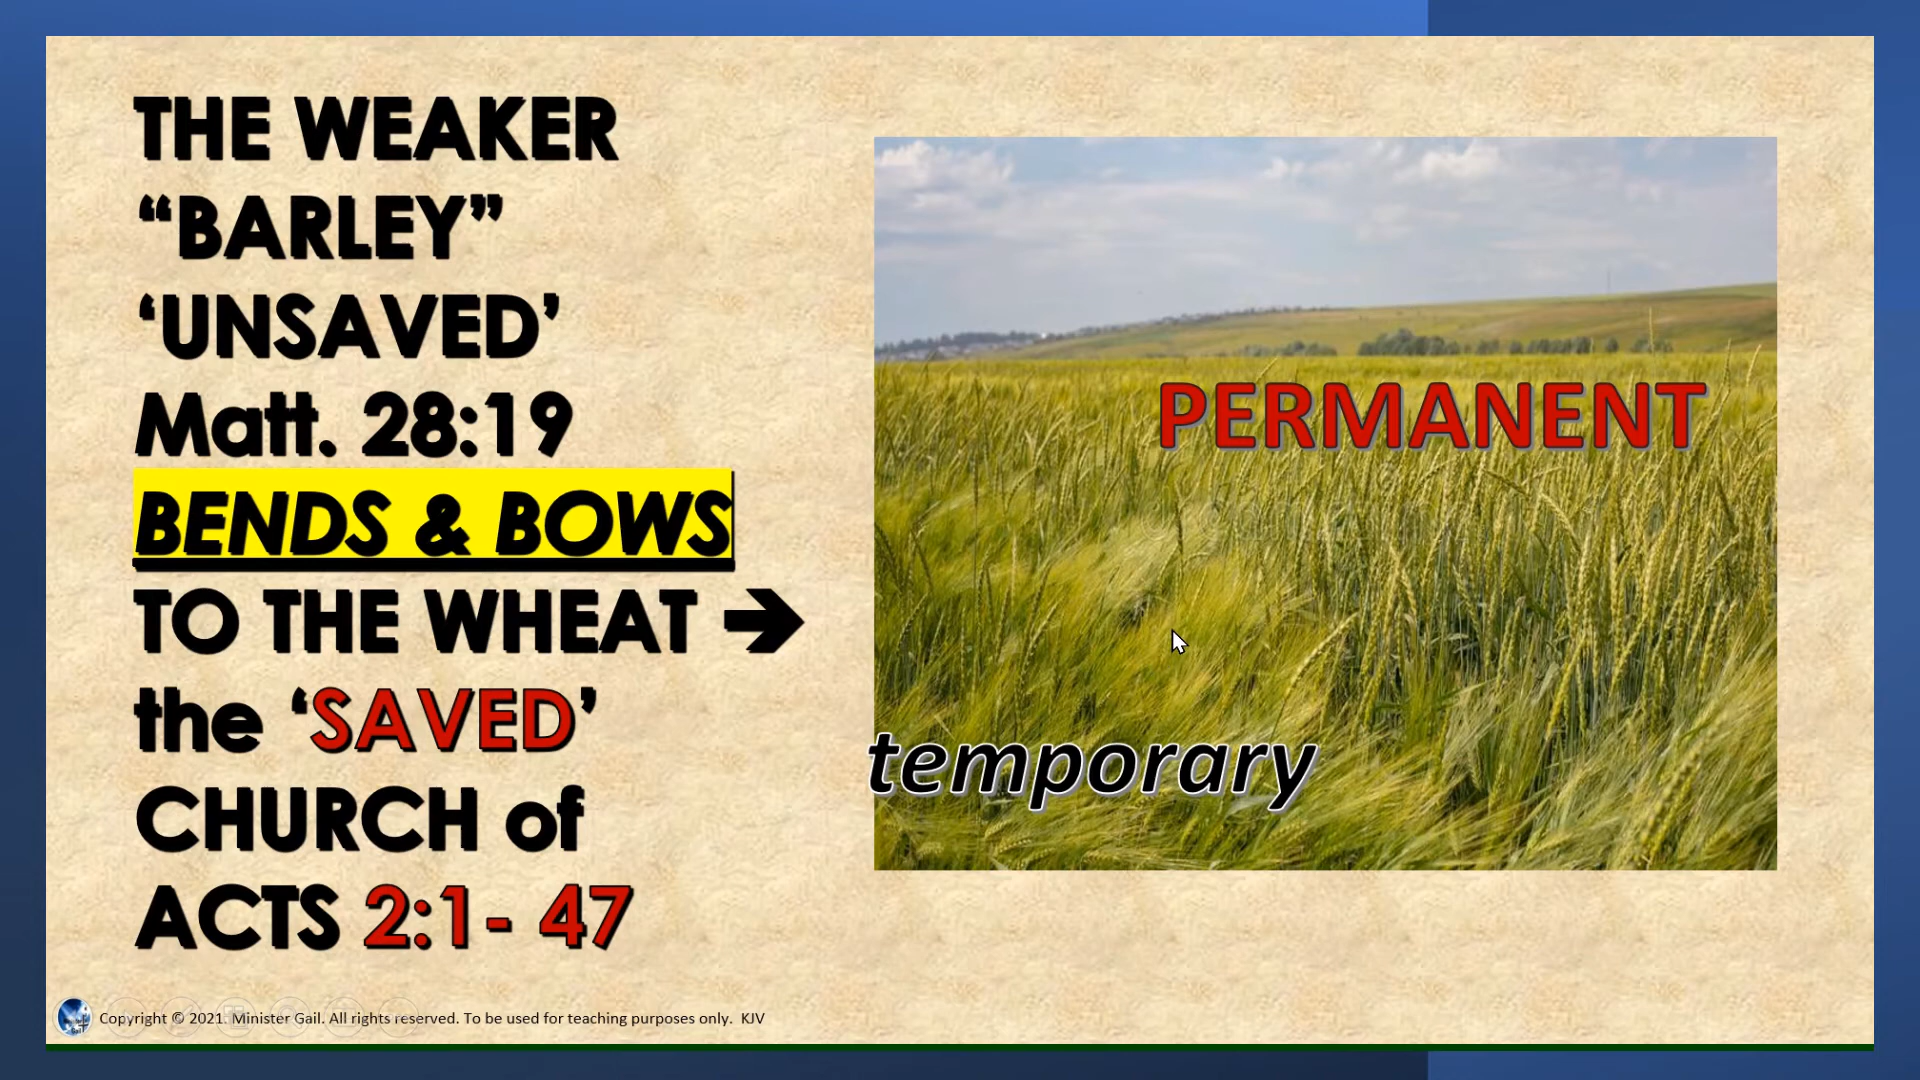 THE WEAKER
“BARLEY”
‘UNSAVED’
Matt. 28:19
BENDS & BOWS
TO THE WHEAT ➔
the ‘SAVED’
CHURCH of
ACTS 2:1- 47
PERMANENT
temporary
Copyright © 2021. Minister Gail. All rights reserved. To be used for teaching purposes only. KJV